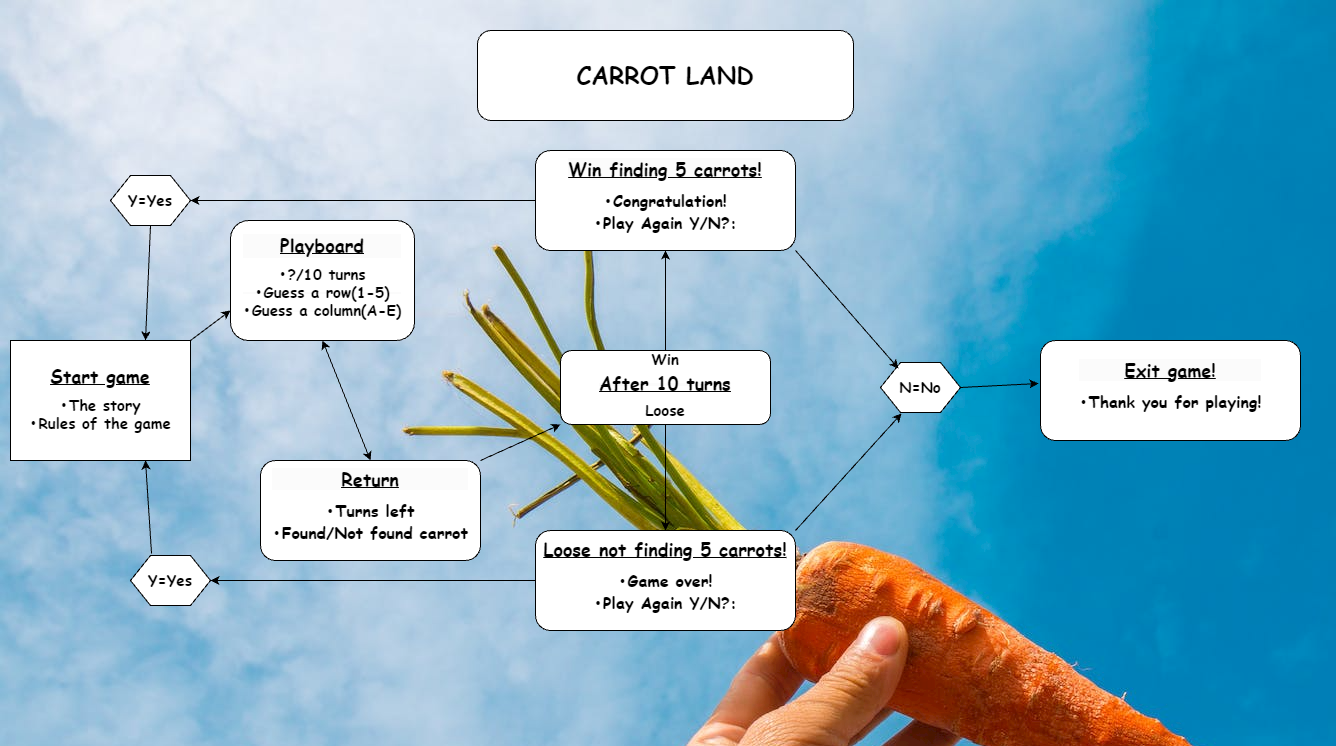 CARROT LAND
Win finding 5 carrots!
•Congratulation!
•Play Again Y/N?:
Y=Yes
Playboard
•?/10 turns
•Guess a row(1-5)
•Guess a column(A-E)
Start game
•The story
•Rules of the game
Win
After 10 turns
Loose
N=No
Exit game!
•Thank you for playing!
Return
•Turns left
•Found/Not found carrot
Loose not finding 5 carrots!
•Game over!
•Play Again Y/N?:
Y=Yes